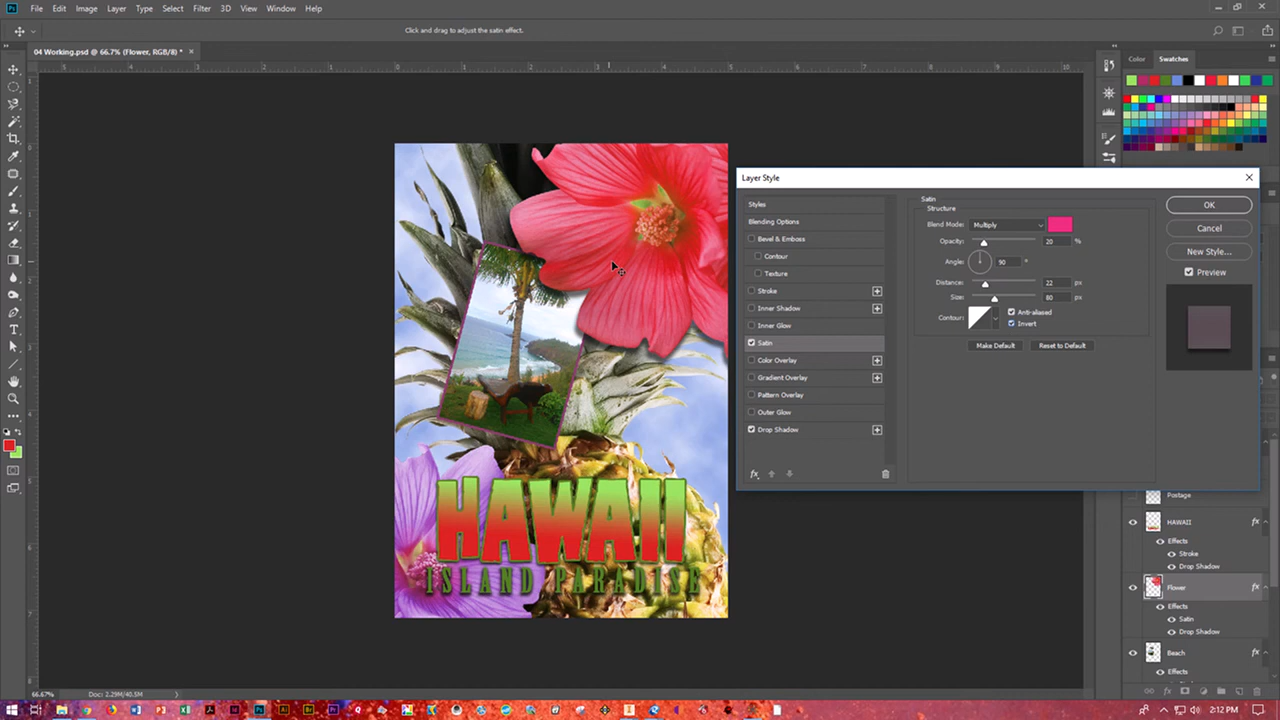 File Edit Image Layer Type Select Filter 3D View Window Help
Click and drag to adjust the satin effect.
04 Working.psd @ 66.7% (Flower, RGB/8) *
Color Swatches
Layer Style
Styles
Blending Options
Bevel & Emboss
Contour
Texture
Stroke
Inner Shadow
Inner Glow
Satin
Color Overlay
Gradient Overlay
Pattern Overlay
Outer Glow
Drop Shadow
Satin
Structure
Blend Mode: Multiply
Opacity: 20 %
Angle: 90 °
Distance: 22 px
Size: 80 px
Contour: Anti-aliased
Invert
Make Default Reset to Default
OK
Cancel
New Style...
Preview
HAWAII
ISLAND PARADISE
Postage
HAWAII
Effects
Stroke
Drop Shadow
Flower
Effects
Satin
Drop Shadow
Beach
Effects
66.67% Doc: 2.29M/40.5M
2:12 PM